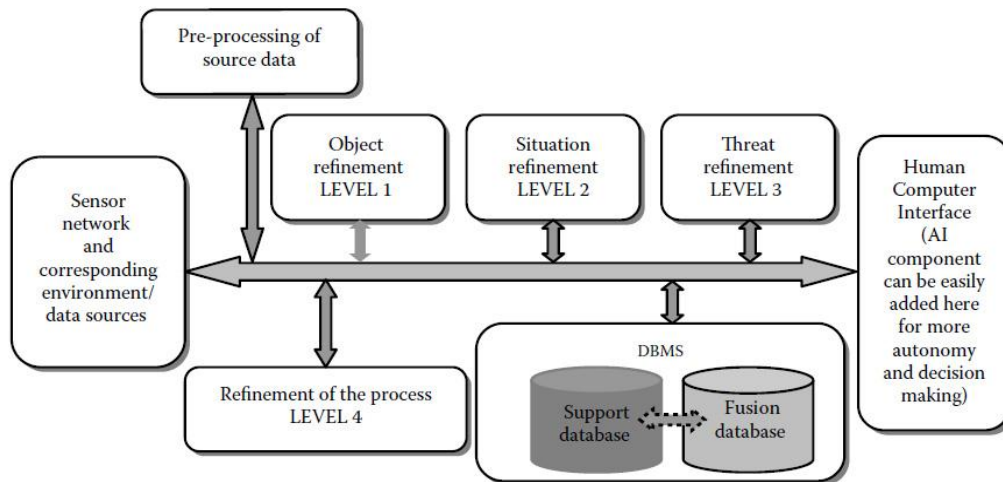 Pre-processing of
source data
Object
refinement
LEVEL 1
Situation
refinement
LEVEL 2
Threat
refinement
LEVEL 3
Sensor
network
and
corresponding
environment/
data sources
Human
Computer
Interface
(AI
component
can be easily
added here
for more
autonomy
and decision
making)
Refinement of the process
LEVEL 4
DBMS
Support
database
Fusion
database